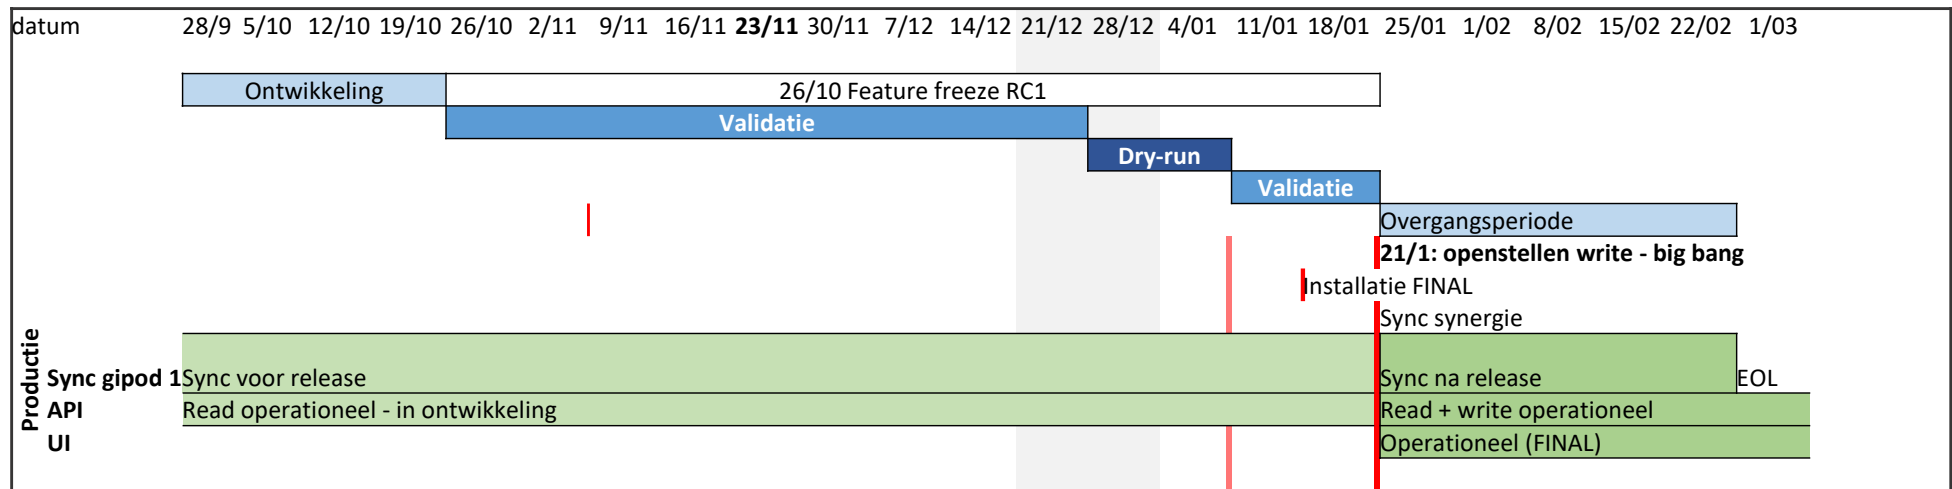 datum 28/9 5/10 12/10 19/10 26/10 2/11 9/11 16/11 23/11 30/11 7/12 14/12 21/12 28/12 4/01 11/01 18/01 25/01 1/02 8/02 15/02 22/02 1/03
Ontwikkeling 26/10 Feature freeze RC1
Validatie
Dry-run
Validatie
Overgangsperiode
21/1: openstellen write - big bang
Installatie FINAL
Sync synergie
Productie
Sync gipod 1 Sync voor release Sync na release EOL
API Read operationeel - in ontwikkeling Read + write operationeel
UI Operationeel (FINAL)